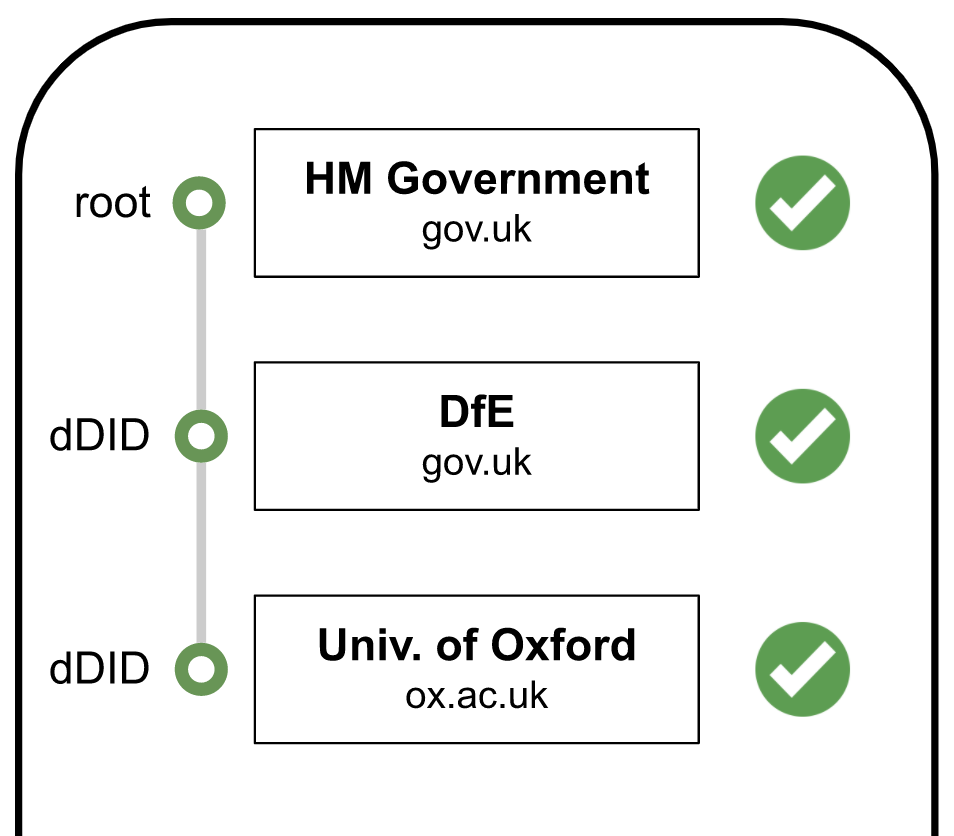 root
HM Government
gov.uk
dDID
DfE
gov.uk
dDID
Univ. of Oxford
ox.ac.uk